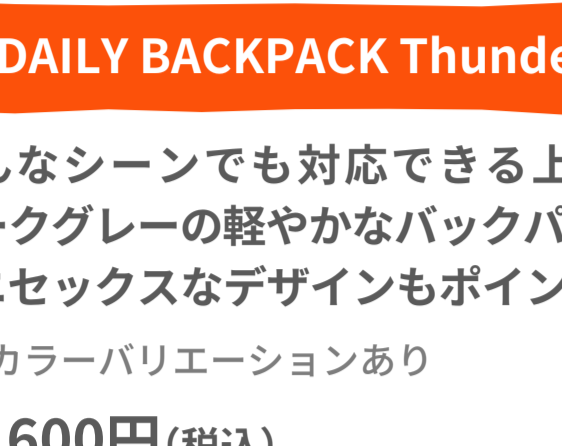 DAILY BACKPACK Thunde
んなシーンでも対応できる上
ークグレーの軽やかなバックパ
ニセックスなデザインもポイン
カラーバリエーションあり
600円(税込)